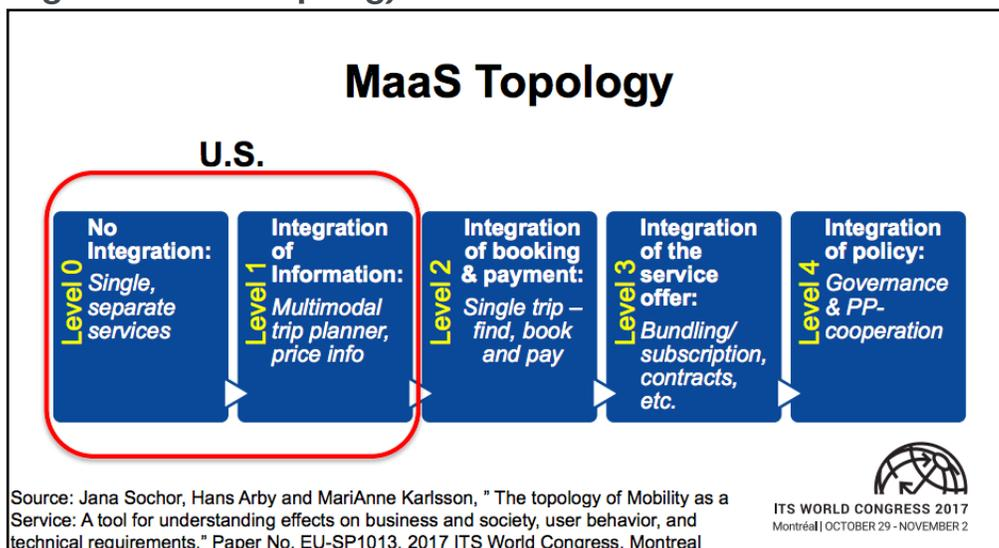 MaaS Topology
U.S.
Level 0
No
Integration:
Single,
separate
services
Level 1
Integration
of
Information:
Multimodal
trip planner,
price info
Level 2
Integration
of booking
& payment:
Single trip –
find, book
and pay
Level 3
Integration
of the
service
offer:
Bundling/
subscription,
contracts,
etc.
Level 4
Integration
of policy:
Governance
& PP-
cooperation
Source: Jana Sochor, Hans Arby and MariAnne Karlsson, ” The topology of Mobility as a
Service: A tool for understanding effects on business and society, user behavior, and
technical requirements,” Paper No. EU-SP1013, 2017 ITS World Congress, Montreal
ITS WORLD CONGRESS 2017
Montréal | OCTOBER 29 - NOVEMBER 2